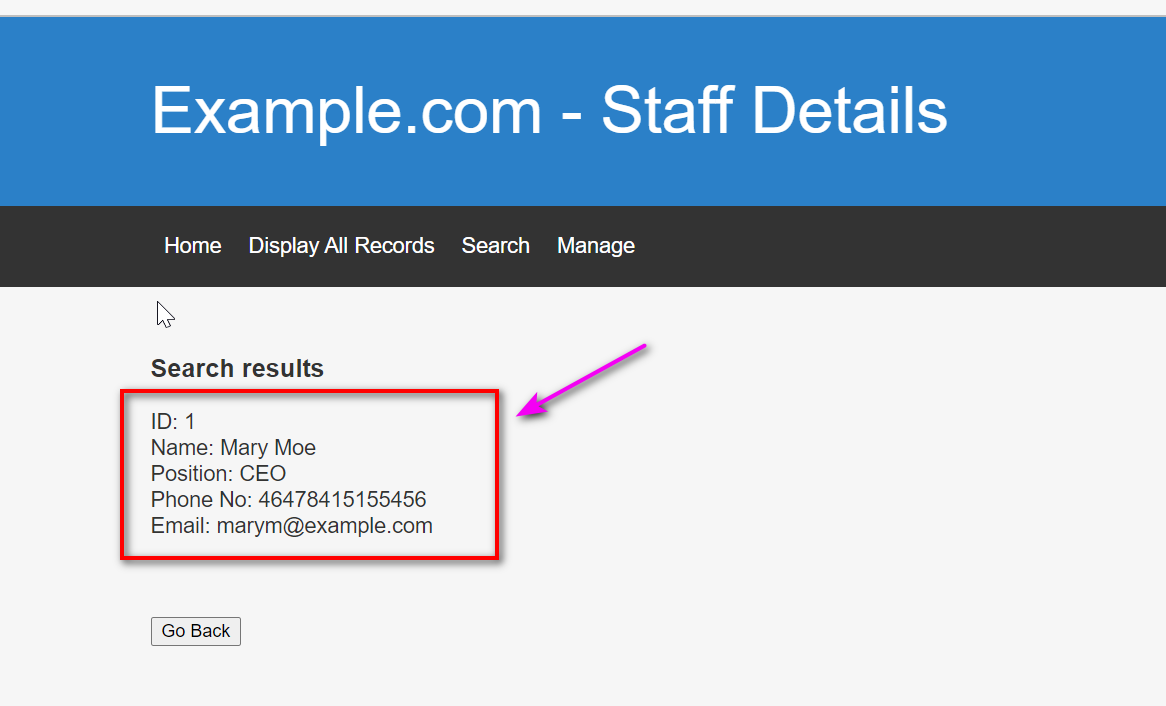 Example.com - Staff Details
Home Display All Records Search Manage
Search results
ID: 1
Name: Mary Moe
Position: CEO
Phone No: 46478415155456
Email: marym@example.com
Go Back